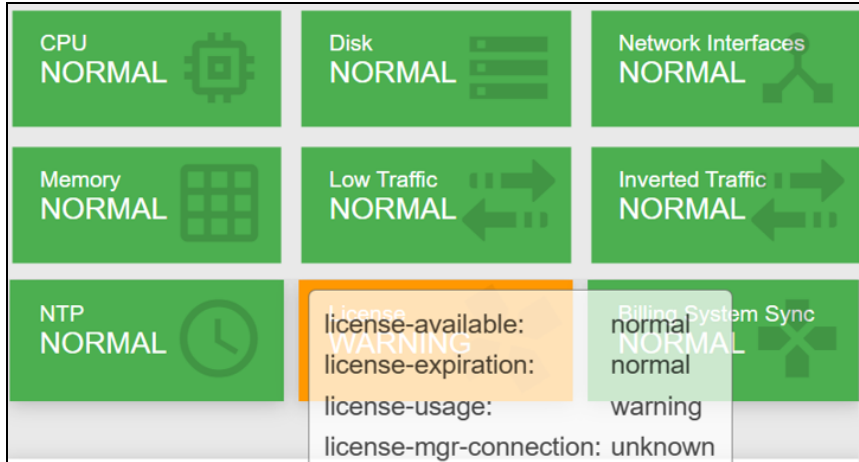 CPU
NORMAL
Disk
NORMAL
Network Interfaces
NORMAL
Memory
NORMAL
Low Traffic
NORMAL
Inverted Traffic
NORMAL
NTP
NORMAL
License
WARNING
Billing System Sync
NORMAL
license-available: normal
license-expiration: normal
license-usage: warning
license-mgr-connection: unknown